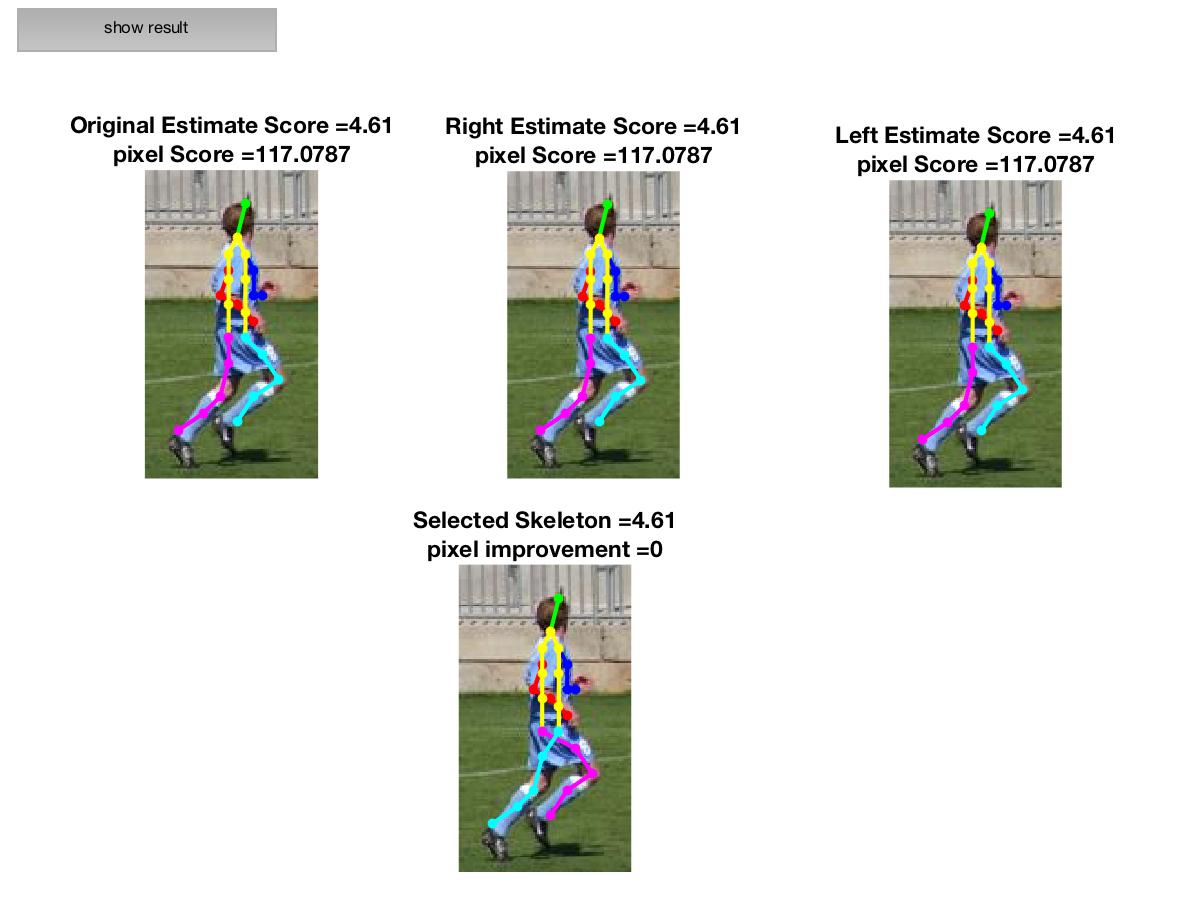 show result
Original Estimate Score =4.61
pixel Score =117.0787
Right Estimate Score =4.61
pixel Score =117.0787
Left Estimate Score =4.61
pixel Score =117.0787
Selected Skeleton =4.61
pixel improvement =0